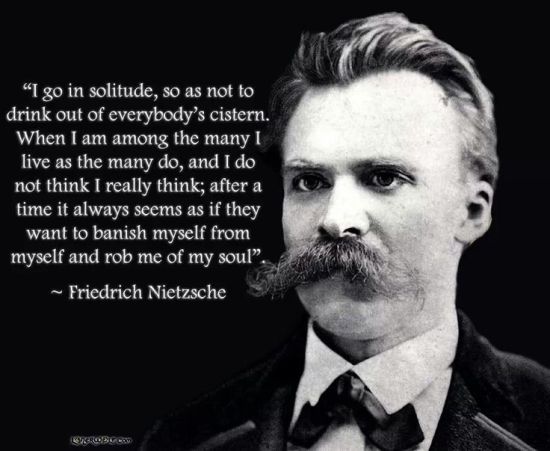 “I go in solitude, so as not to
drink out of everybody’s cistern.
When I am among the many I
live as the many do, and I do
not think I really think; after a
time it always seems as if they
want to banish myself from
myself and rob me of my soul”.
~ Friedrich Nietzsche